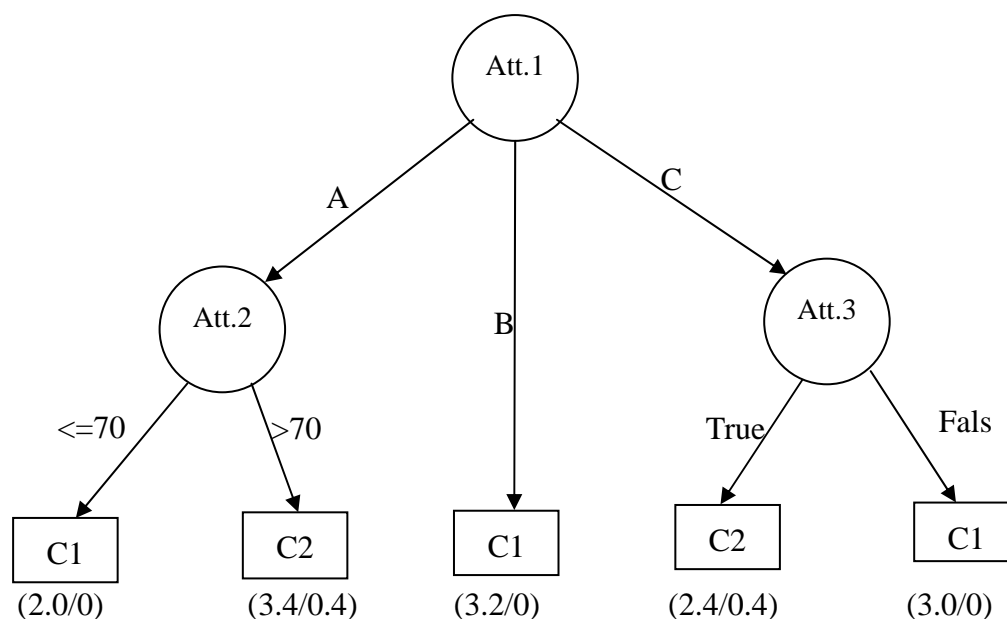 Att.1
A
C
Att.2
B
Att.3
<=70
>70
True
Fals
C1
C2
C1
C2
C1
(2.0/0)
(3.4/0.4)
(3.2/0)
(2.4/0.4)
(3.0/0)